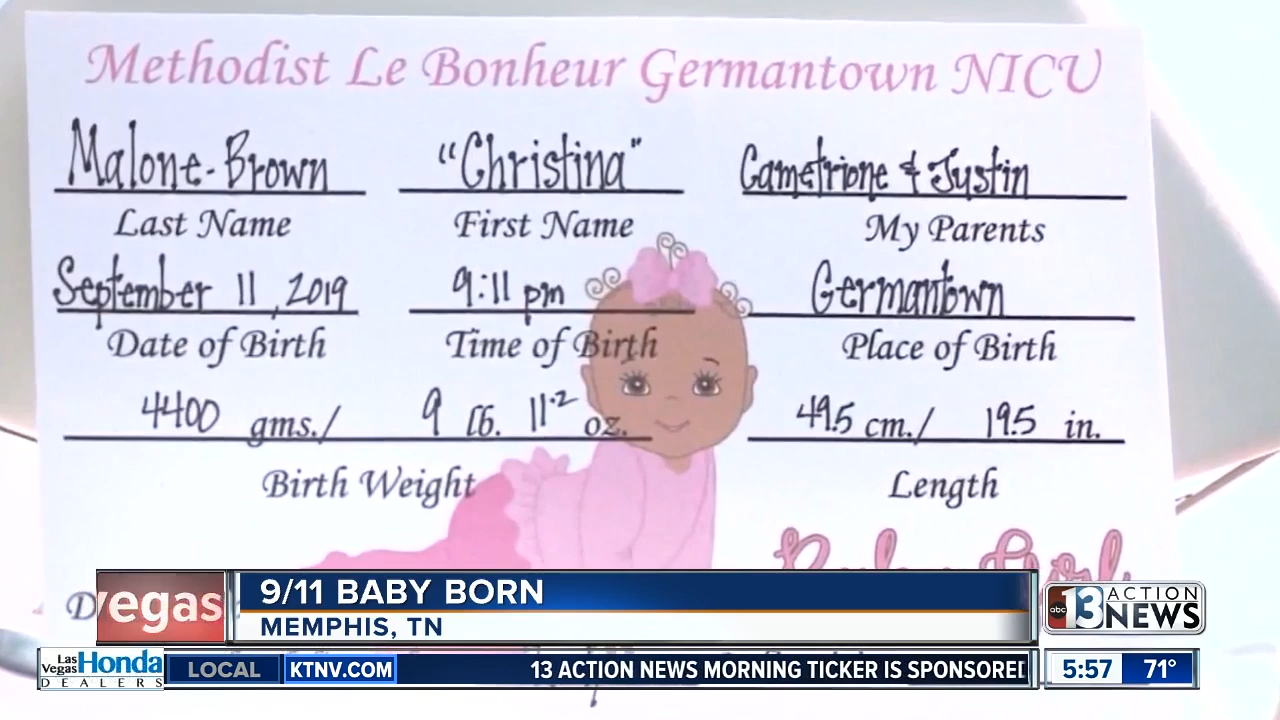 Methodist Le Bonheur Germantown NICU
Malone-Brown "Christina" Cametrione & Justin
Last Name First Name My Parents
September 11, 2019 9:11 pm Germantown
Date of Birth Time of Birth Place of Birth
4400 gms./ 9 lb. 11.2 oz. 49.5 cm./ 19.5 in.
Birth Weight Length
Baby Girl
D
vegas
9/11 BABY BORN
MEMPHIS, TN
abc 13 ACTION NEWS
Las Vegas Honda DEALERS
LOCAL KTNV.COM 13 ACTION NEWS MORNING TICKER IS SPONSORED 5:57 71°